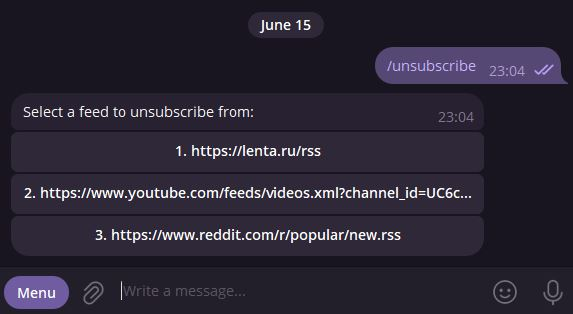 June 15
/unsubscribe 23:04
Select a feed to unsubscribe from:
23:04
1. https://lenta.ru/rss
2. https://www.youtube.com/feeds/videos.xml?channel_id=UC6c...
3. https://www.reddit.com/r/popular/new.rss
Menu Write a message...